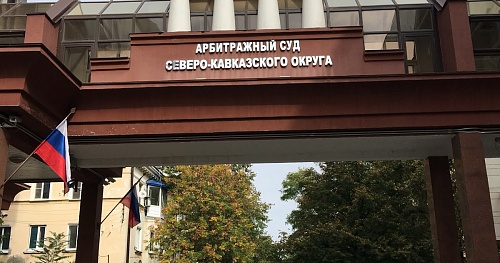 АРБИТРАЖНЫЙ СУД
СЕВЕРО-КАВКАЗСКОГО ОКРУГА